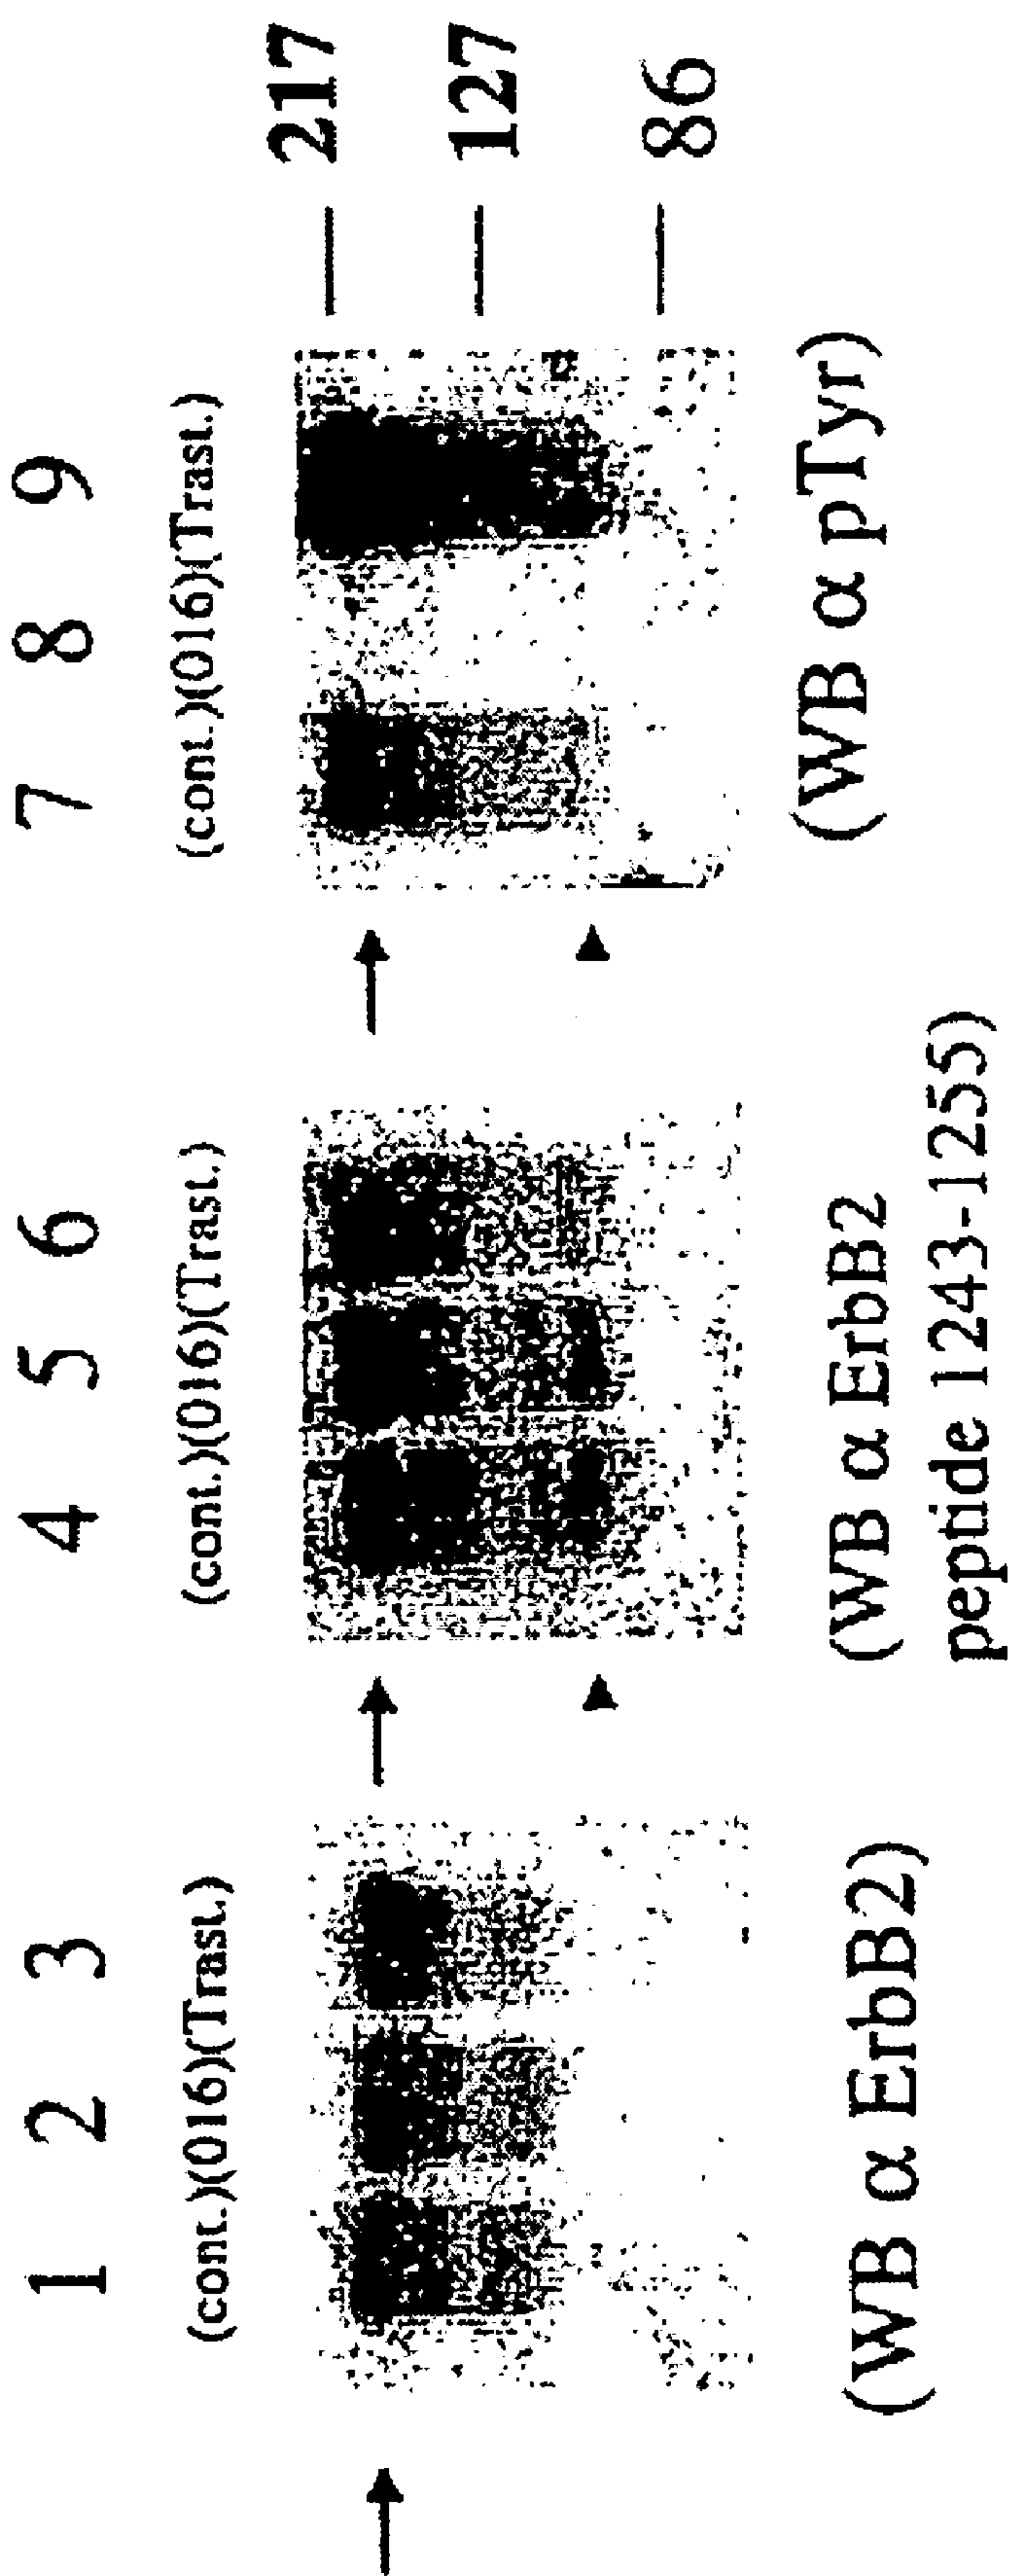 1 2 3
(cont.)(016)(Trast.)
(WB α ErbB2)
4 5 6
(cont.)(016)(Trast.)
(WB α ErbB2
peptide 1243-1255)
7 8 9
(cont.)(016)(Trast.)
(WB α pTyr)
217
127
86